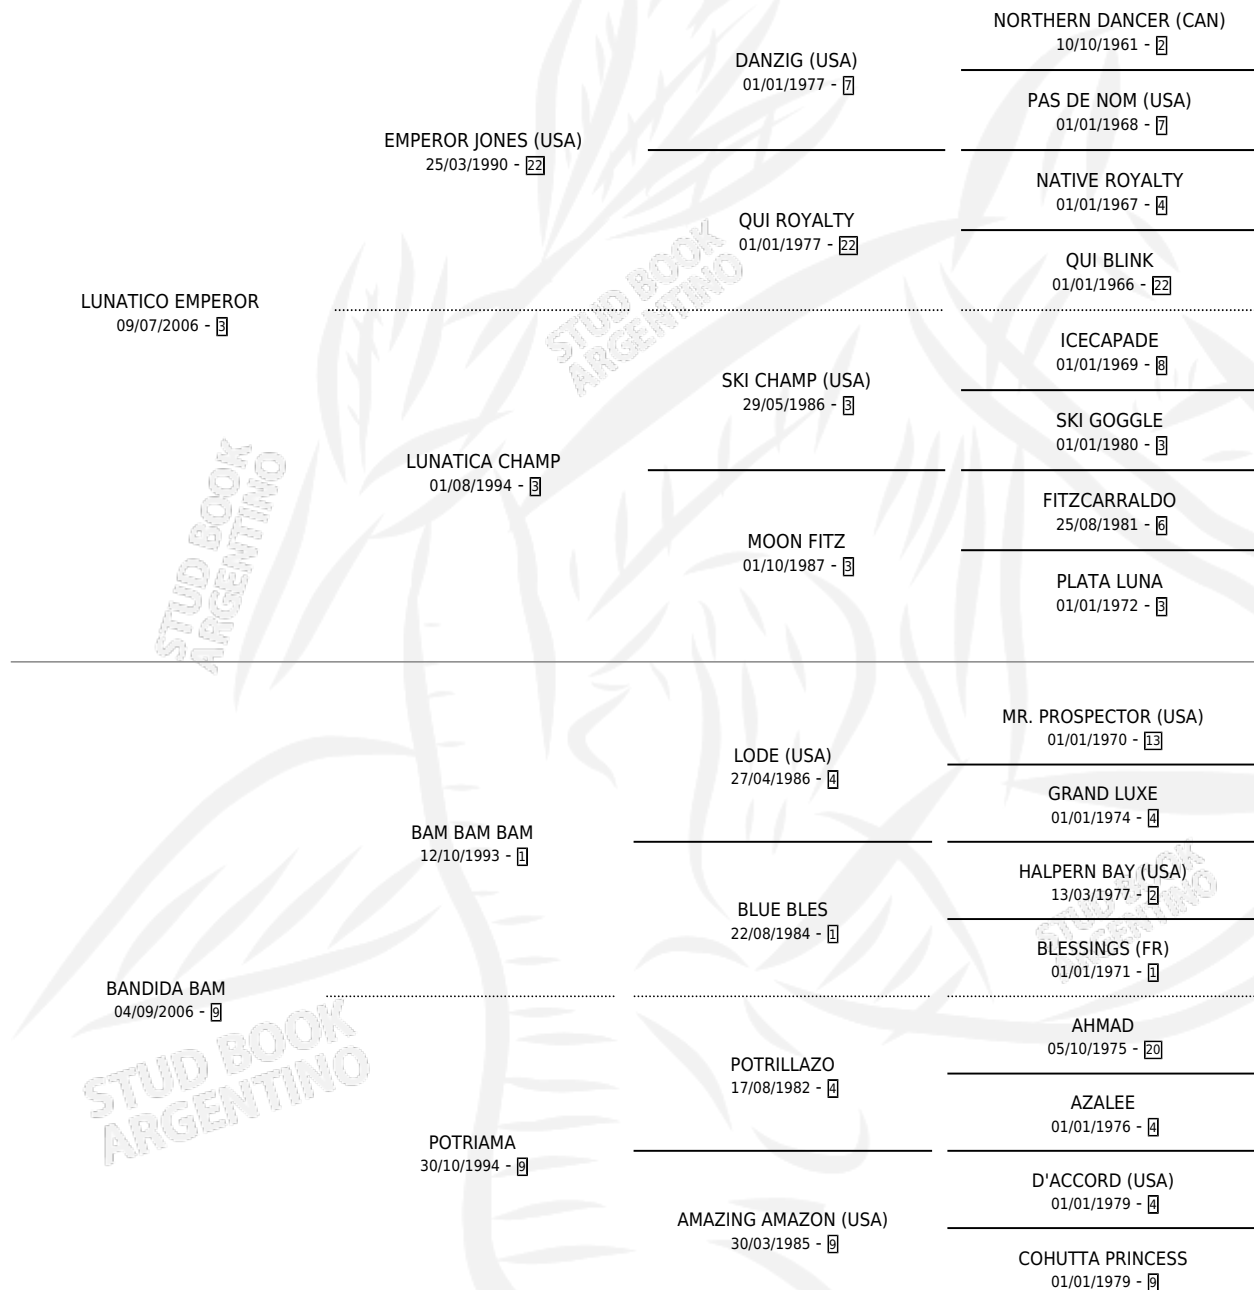 NORTHERN DANCER (CAN)
10/10/1961 - 2
DANZIG (USA)
01/01/1977 - 7
PAS DE NOM (USA)
01/01/1968 - 7
EMPEROR JONES (USA)
25/03/1990 - 22
NATIVE ROYALTY
01/01/1967 - 4
QUI ROYALTY
01/01/1977 - 22
QUI BLINK
01/01/1966 - 22
LUNATICO EMPEROR
09/07/2006 - 3
ICECAPADE
01/01/1969 - 8
SKI CHAMP (USA)
29/05/1986 - 3
SKI GOGGLE
01/01/1980 - 3
LUNATICA CHAMP
01/08/1994 - 3
FITZCARRALDO
25/08/1981 - 6
MOON FITZ
01/10/1987 - 3
PLATA LUNA
01/01/1972 - 3
MR. PROSPECTOR (USA)
01/01/1970 - 13
LODE (USA)
27/04/1986 - 4
GRAND LUXE
01/01/1974 - 4
BAM BAM BAM
12/10/1993 - 1
HALPERN BAY (USA)
13/03/1977 - 2
BLUE BLES
22/08/1984 - 1
BLESSINGS (FR)
01/01/1971 - 1
BANDIDA BAM
04/09/2006 - 9
AHMAD
05/10/1975 - 20
POTRILLAZO
17/08/1982 - 4
AZALEE
01/01/1976 - 4
POTRIAMA
30/10/1994 - 9
D'ACCORD (USA)
01/01/1979 - 4
AMAZING AMAZON (USA)
30/03/1985 - 9
COHUTTA PRINCESS
01/01/1979 - 9
STUD BOOK
ARGENTINO
STUD BOOK
ARGENTINO
STUD BOOK
ARGENTINO
STUD BOOK
ARGENTINO